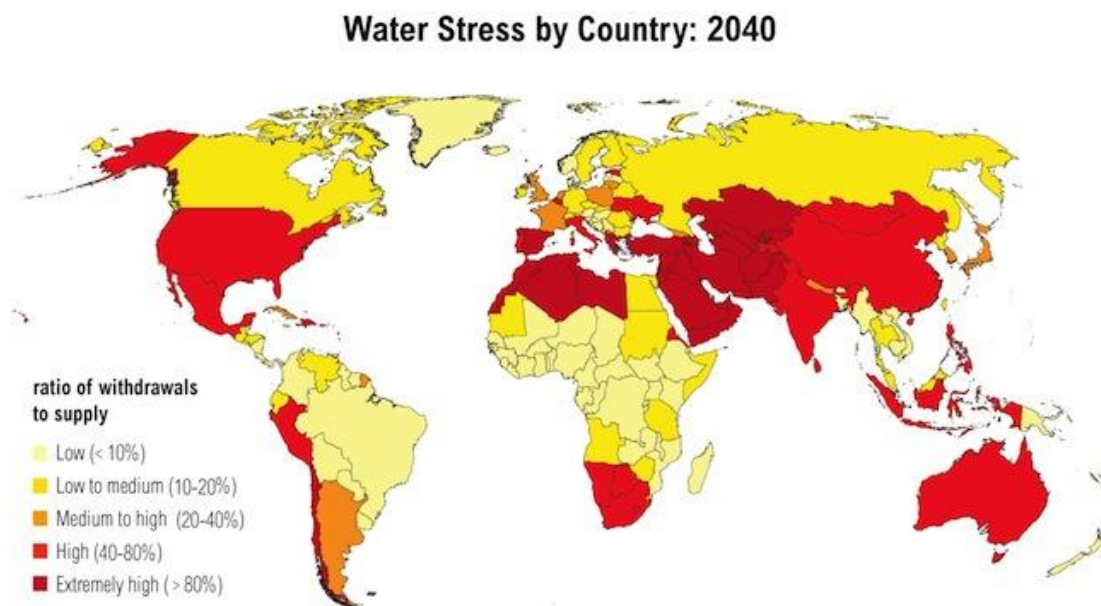 Water Stress by Country: 2040
ratio of withdrawals
to supply
Low (< 10%)
Low to medium (10-20%)
Medium to high (20-40%)
High (40-80%)
Extremely high ( > 80%)